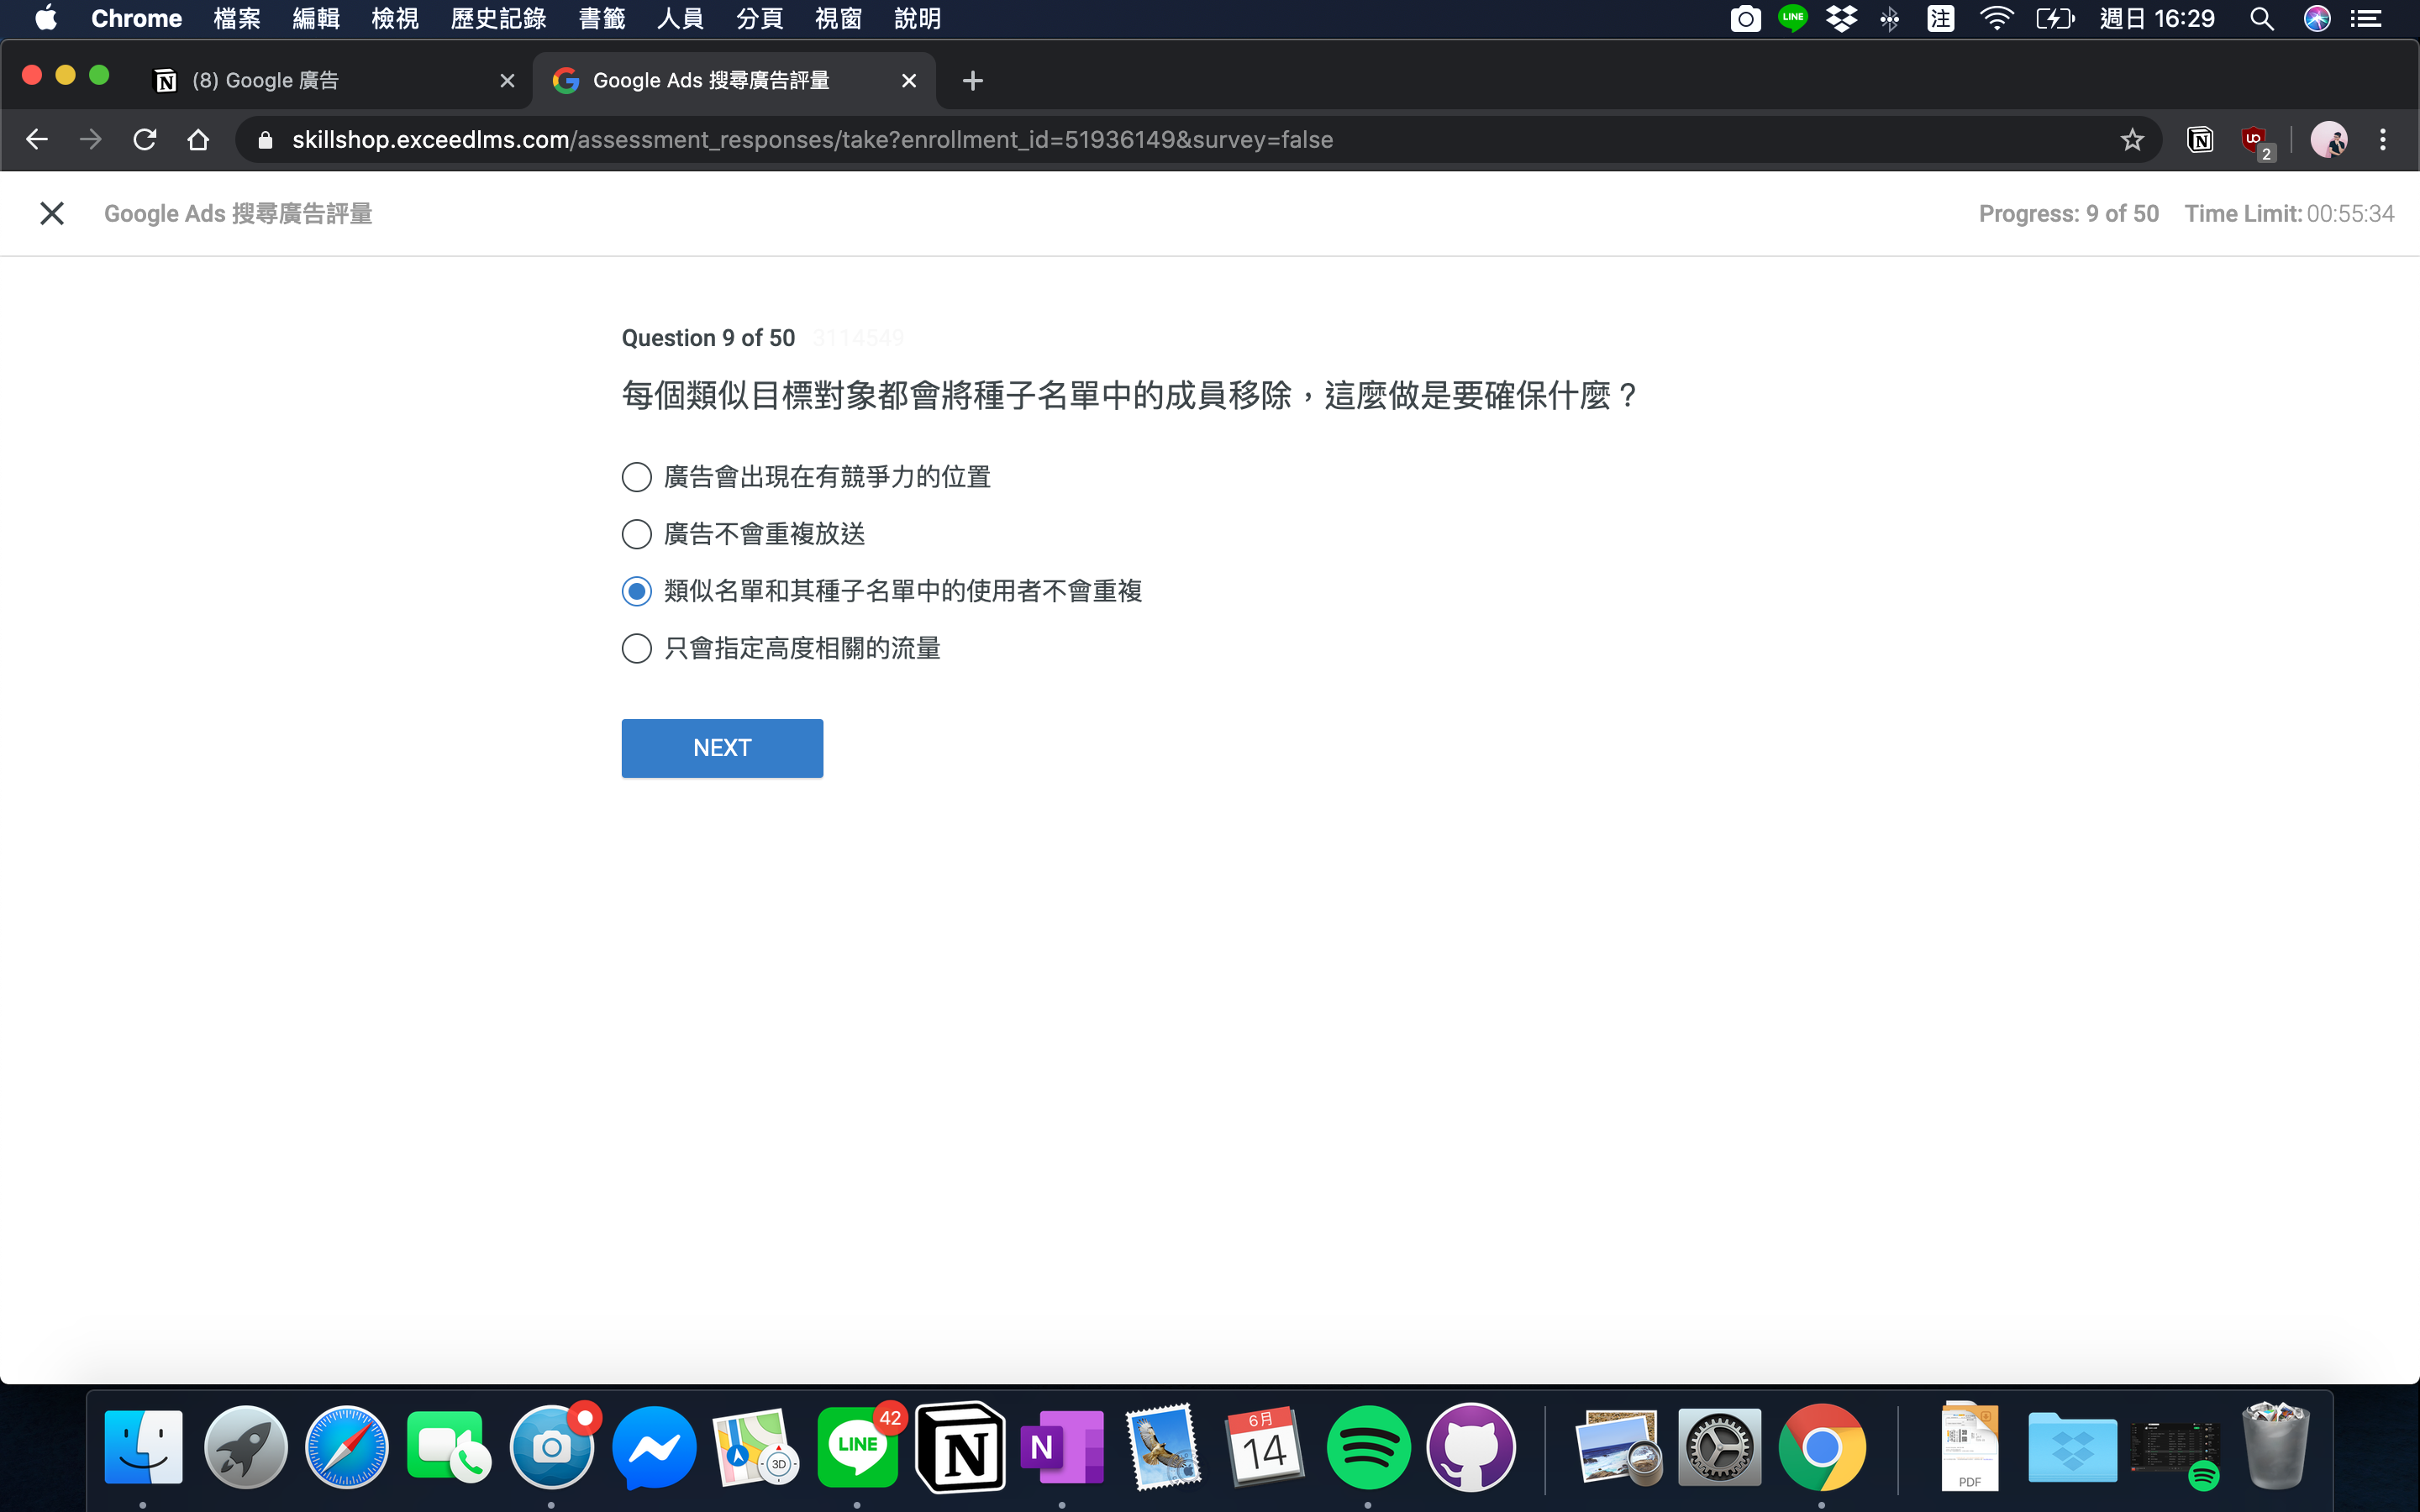 Chrome 檔案 編輯 檢視 歷史記錄 書籤 人員 分頁 視窗 說明 LINE 注 週日 16:29
(8) Google 廣告 Google Ads 搜尋廣告評量
skillshop.exceedlms.com/assessment_responses/take?enrollment_id=51936149&survey=false 2
Google Ads 搜尋廣告評量 Progress: 9 of 50 Time Limit: 00:55:34
Question 9 of 50 3114549
每個類似目標對象都會將種子名單中的成員移除，這麼做是要確保什麼？
廣告會出現在有競爭力的位置
廣告不會重複放送
類似名單和其種子名單中的使用者不會重複
只會指定高度相關的流量
NEXT
3D LINE 42 N N 6月 14 PDF